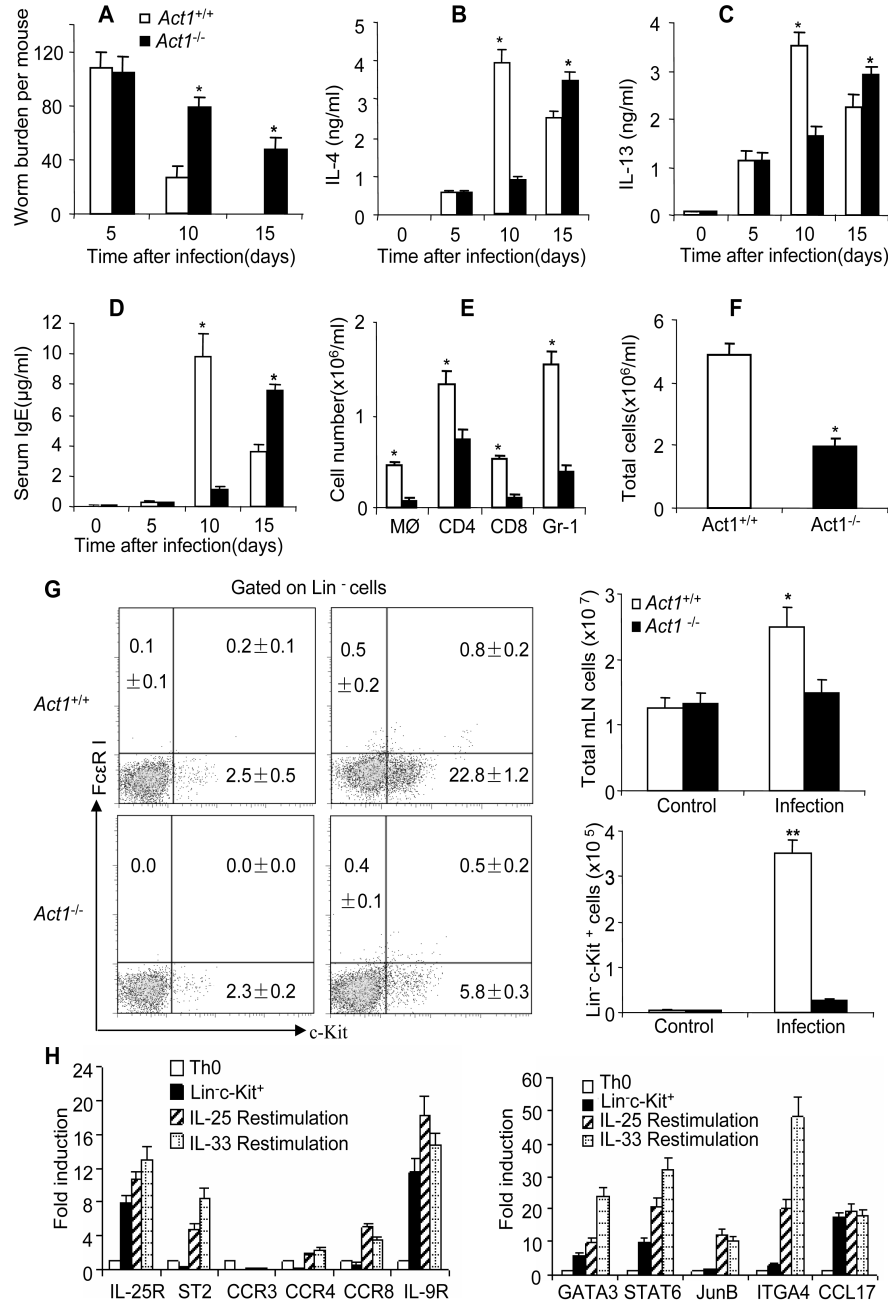 A
Act1+/+
Act1-/-
Worm burden per mouse
120
80
40
0
*
*
5 10 15
Time after infection(days)
B
IL-4 (ng/ml)
5
4
3
2
1
0
*
*
0 5 10 15
Time after infection(days)
C
IL-13 (ng/ml)
4
3
2
1
0
*
*
0 5 10 15
Time after infection(days)
D
Serum IgE(μg/ml)
12
10
8
6
4
2
0
*
*
0 5 10 15
Time after infection(days)
E
Cell number(x10⁶/ml)
2
1
0
*
*
*
*
MØ CD4 CD8 Gr-1
F
Total cells(x10⁶/ml)
8
6
4
2
0
*
Act1+/+ Act1-/-
G
Gated on Lin - cells
Act1+/+
0.1
±0.1
0.2±0.1
2.5±0.5
0.5
±0.2
0.8±0.2
22.8±1.2
Act1-/-
0.0
0.0±0.0
2.3±0.2
0.4
±0.1
0.5±0.2
5.8±0.3
FcεR I
c-Kit
Act1+/+
Act1 -/-
Total mLN cells (x10 7)
3
2
1
0
*
Control Infection
Lin- c-Kit + cells (x10 5)
4
3
2
1
0
**
Control Infection
H
Th0
Lin-c-Kit+
IL-25 Restimulation
IL-33 Restimulation
Fold induction
24
20
16
12
8
4
0
IL-25R ST2 CCR3 CCR4 CCR8 IL-9R
Th0
Lin-c-Kit+
IL-25 Restimulation
IL-33 Restimulation
Fold induction
60
50
40
30
20
10
0
GATA3 STAT6 JunB ITGA4 CCL17